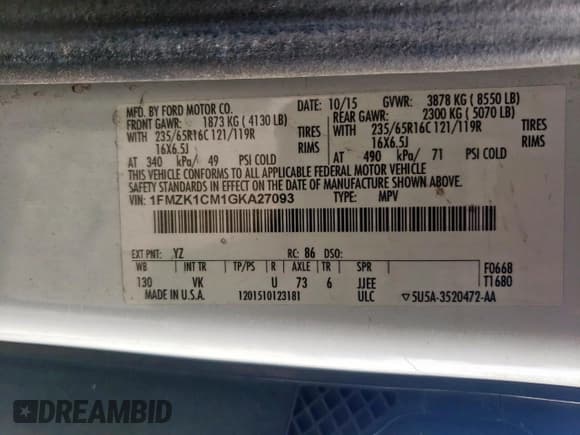 MFD. BY FORD MOTOR CO. DATE: 10/15 GVWR: 3878 KG ( 8550 LB)
FRONT GAWR: 1873 KG ( 4130 LB) REAR GAWR: 2300 KG ( 5070 LB)
WITH 235/65R16C 121/119R TIRES WITH 235/65R16C 121/119R TIRES
16X6.5J RIMS 16X6.5J RIMS
AT 340 kPa/ 49 PSI COLD AT 490 kPa/ 71 PSI COLD
THIS VEHICLE CONFORMS TO ALL APPLICABLE FEDERAL MOTOR VEHICLE
SAFETY STANDARDS IN EFFECT ON THE DATE OF MANUFACTURE SHOWN ABOVE.
VIN: 1FMZK1CM1GKA27093 TYPE: MPV
EXT PNT: YZ RC: 86 DSO:
WB INT TR TP/PS R AXLE TR SPR F0668
130 VK U 73 6 JJEE T1680
MADE IN U.S.A. 1201510123181 ULC ▽5U5A-3520472-AA
DREAMBID